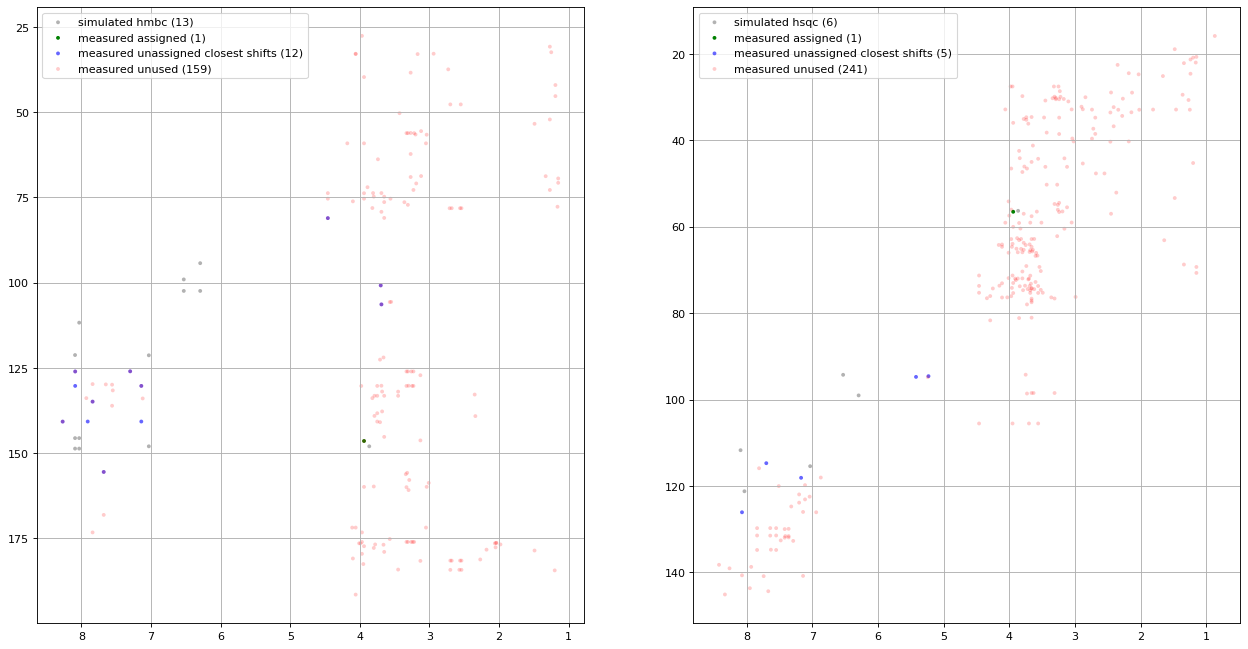 simulated hmbc (13)
measured assigned (1)
measured unassigned closest shifts (12)
measured unused (159)
25
50
75
100
125
150
175
8 7 6 5 4 3 2 1
simulated hsqc (6)
measured assigned (1)
measured unassigned closest shifts (5)
measured unused (241)
20
40
60
80
100
120
140
8 7 6 5 4 3 2 1